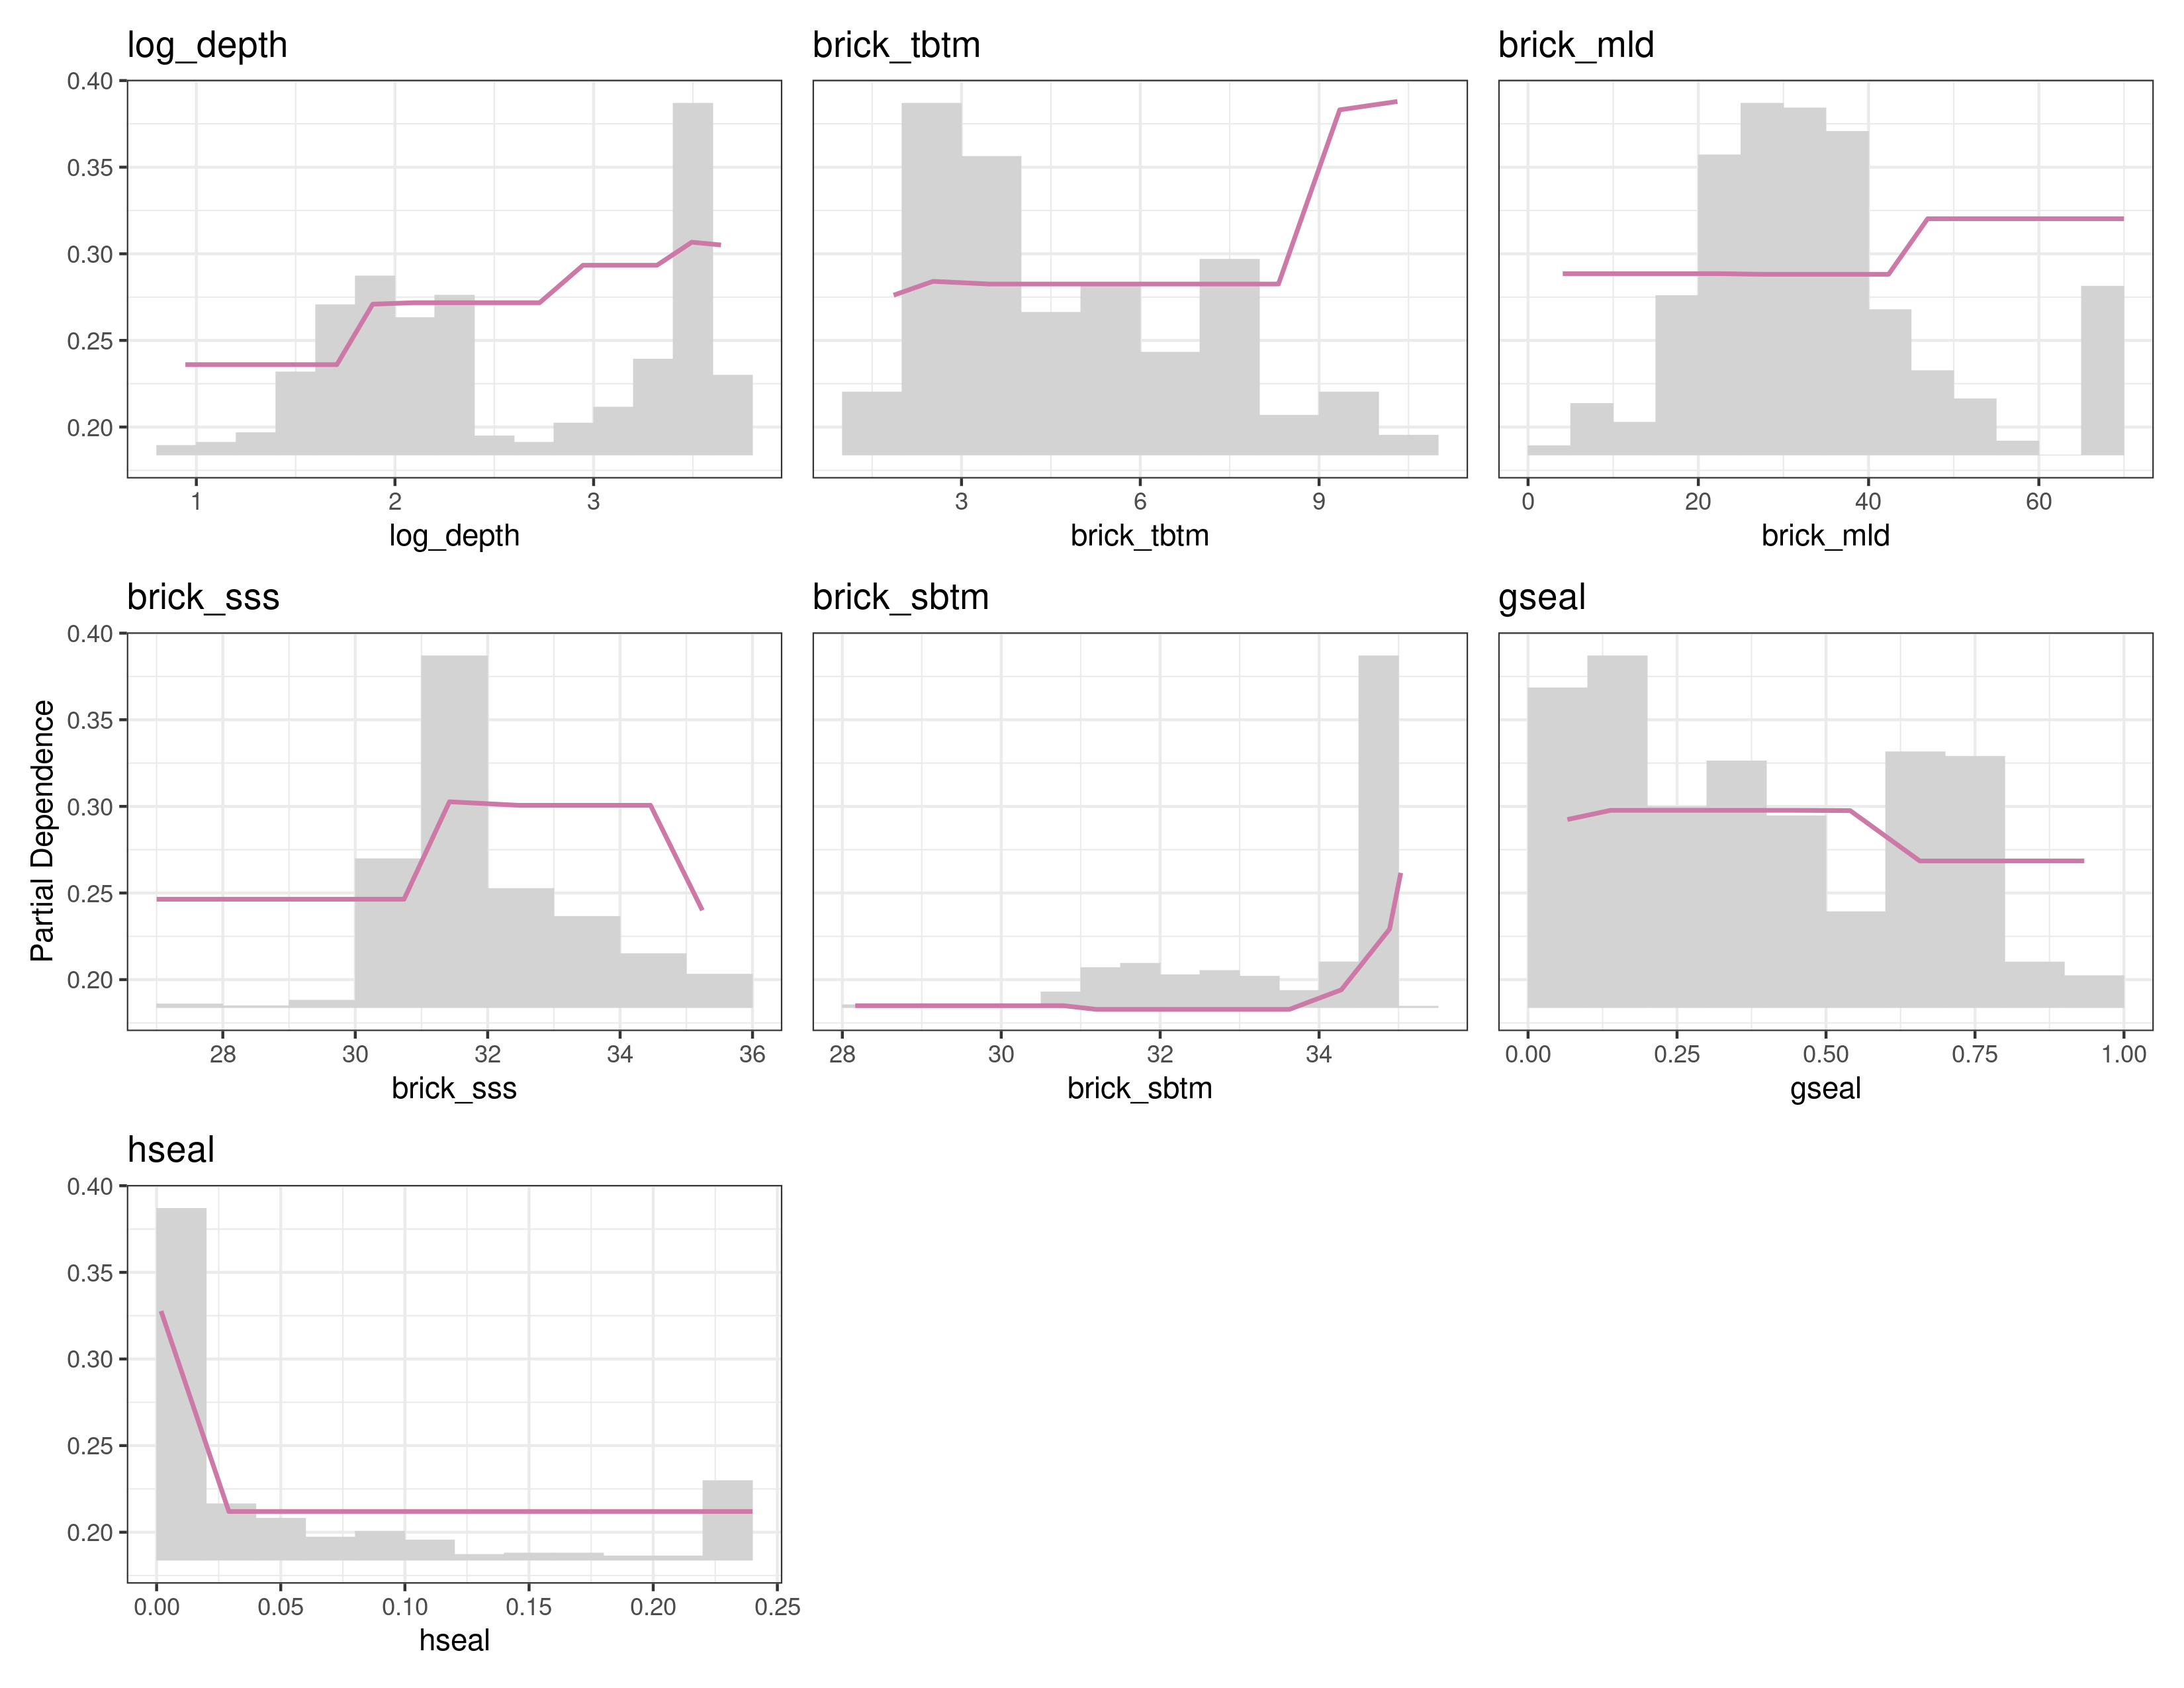 log_depth
brick_tbtm
brick_mld
0.40
0.35
0.30
0.25
0.20
1 2 3
3 6 9
0 20 40 60
log_depth
brick_tbtm
brick_mld
brick_sss
brick_sbtm
gseal
Partial Dependence
0.40
0.35
0.30
0.25
0.20
28 30 32 34 36
28 30 32 34
0.00 0.25 0.50 0.75 1.00
brick_sss
brick_sbtm
gseal
hseal
0.40
0.35
0.30
0.25
0.20
0.00 0.05 0.10 0.15 0.20 0.25
hseal